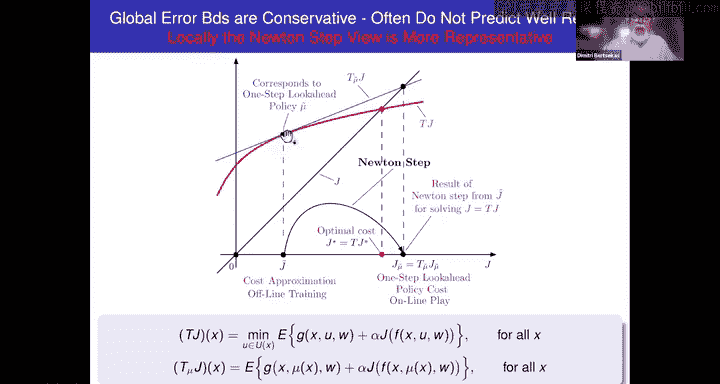 Global Error Bds are Conservative - Often Do Not Predict Well Re
Locally the Newton Step View is More Representative
Dimitri Bertsekas
Corresponds to
One-Step Lookahead
Policy μ̃
T_μ̃ J
TJ
Newton Step
J
Result of
Newton step from J̃
for solving J = TJ
Optimal cost
J* = TJ*
0
J̃
J_μ̃ = T_μ̃ J_μ̃
J
Cost Approximation
Off-Line Training
One-Step Lookahead
Policy Cost
On-Line Play
(TJ)(x) = min_{u∈U(x)} E{g(x, u, w) + αJ(f(x, u, w))}, for all x
(T_μ J)(x) = E{g(x, μ(x), w) + αJ(f(x, μ(x), w))}, for all x